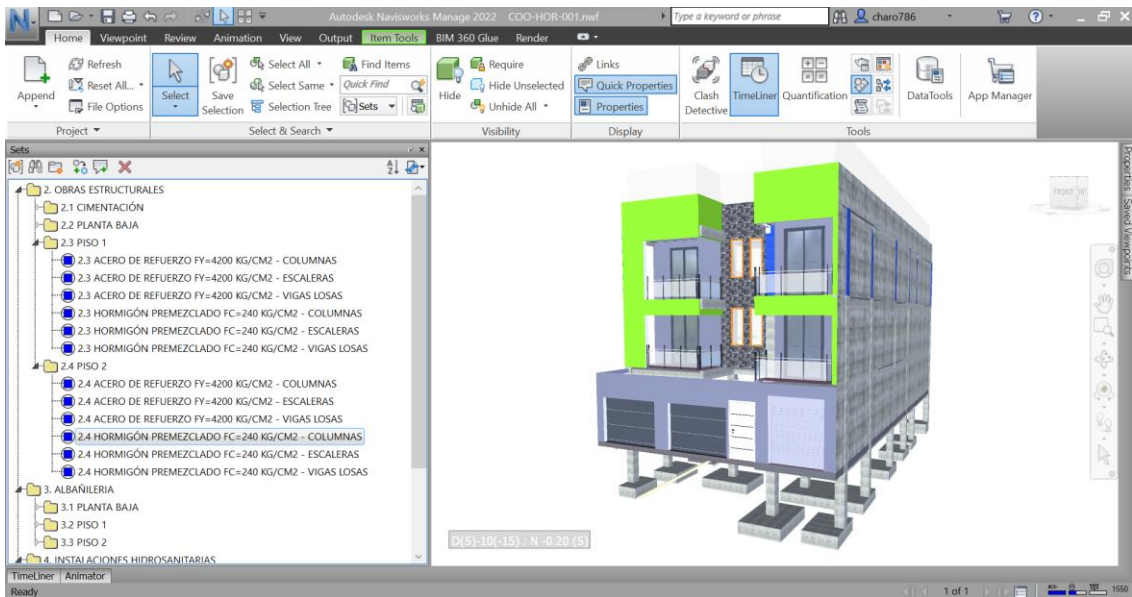 Autodesk Navisworks Manage 2022 COO-HOR-001.nwf
Type a keyword or phrase
charo786
Home Viewpoint Review Animation View Output Item Tools BIM 360 Glue Render
Append
Refresh
Reset All...
File Options
Project
Select
Save Selection
Select All
Select Same
Selection Tree
Find Items
Quick Find
Sets
Select & Search
Hide
Require
Hide Unselected
Unhide All
Visibility
Links
Quick Properties
Properties
Display
Clash Detective
TimeLiner
Quantification
DataTools
App Manager
Tools
Sets
2. OBRAS ESTRUCTURALES
2.1 CIMENTACIÓN
2.2 PLANTA BAJA
2.3 PISO 1
2.3 ACERO DE REFUERZO FY=4200 KG/CM2 - COLUMNAS
2.3 ACERO DE REFUERZO FY=4200 KG/CM2 - ESCALERAS
2.3 ACERO DE REFUERZO FY=4200 KG/CM2 - VIGAS LOSAS
2.3 HORMIGÓN PREMEZCLADO FC=240 KG/CM2 - COLUMNAS
2.3 HORMIGÓN PREMEZCLADO FC=240 KG/CM2 - ESCALERAS
2.3 HORMIGÓN PREMEZCLADO FC=240 KG/CM2 - VIGAS LOSAS
2.4 PISO 2
2.4 ACERO DE REFUERZO FY=4200 KG/CM2 - COLUMNAS
2.4 ACERO DE REFUERZO FY=4200 KG/CM2 - ESCALERAS
2.4 ACERO DE REFUERZO FY=4200 KG/CM2 - VIGAS LOSAS
2.4 HORMIGÓN PREMEZCLADO FC=240 KG/CM2 - COLUMNAS
2.4 HORMIGÓN PREMEZCLADO FC=240 KG/CM2 - ESCALERAS
2.4 HORMIGÓN PREMEZCLADO FC=240 KG/CM2 - VIGAS LOSAS
3. ALBAÑILERIA
3.1 PLANTA BAJA
3.2 PISO 1
3.3 PISO 2
4. INSTALACIONES HIDROSANITARIAS
FRONT
Properties Saved Viewpoints
D(5)-10(-15) : N -0.20 (5)
TimeLiner Animator
Ready
1 of 1
1550